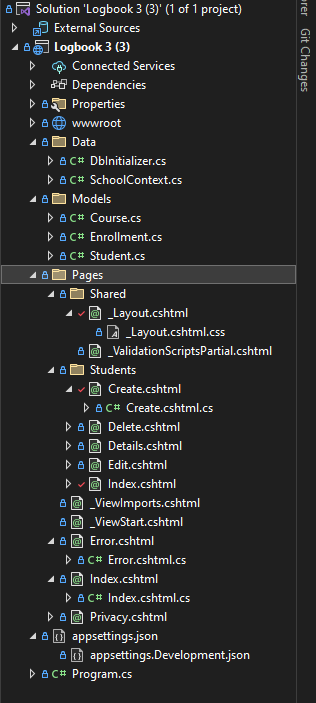 Solution 'Logbook 3 (3)' (1 of 1 project)
External Sources
Logbook 3 (3)
Connected Services
Dependencies
Properties
wwwroot
Data
C# DbInitializer.cs
C# SchoolContext.cs
Models
C# Course.cs
C# Enrollment.cs
C# Student.cs
Pages
Shared
_Layout.cshtml
_Layout.cshtml.css
_ValidationScriptsPartial.cshtml
Students
Create.cshtml
C# Create.cshtml.cs
Delete.cshtml
Details.cshtml
Edit.cshtml
Index.cshtml
_ViewImports.cshtml
_ViewStart.cshtml
Error.cshtml
C# Error.cshtml.cs
Index.cshtml
C# Index.cshtml.cs
Privacy.cshtml
appsettings.json
appsettings.Development.json
C# Program.cs
Git Changes